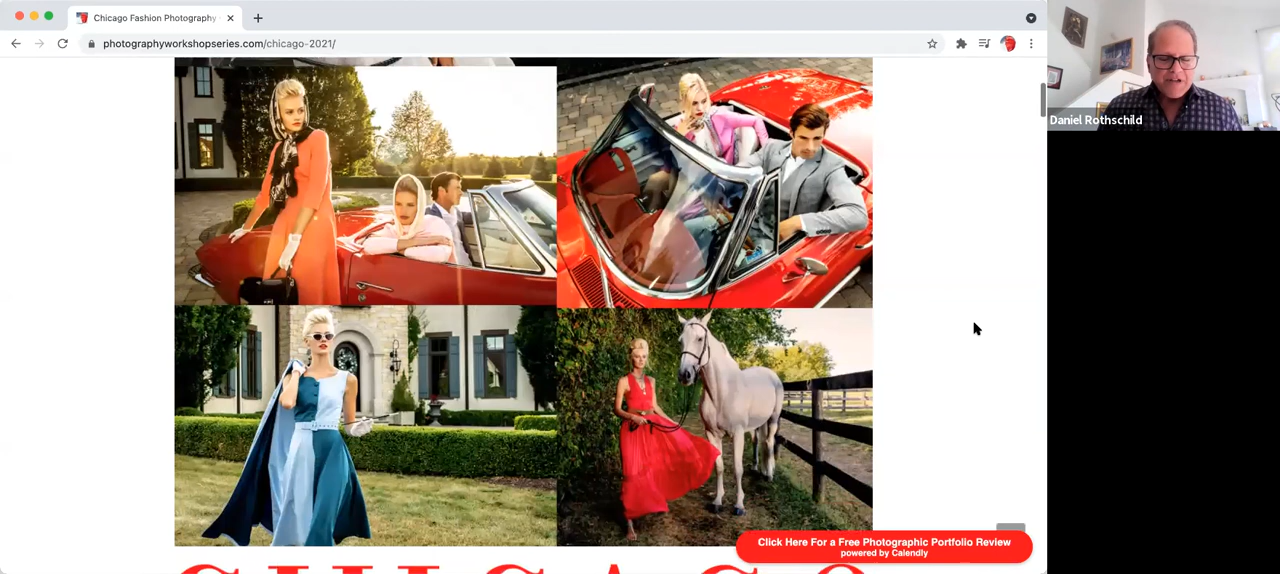 Chicago Fashion Photography
photographyworkshopseries.com/chicago-2021/
Daniel Rothschild
Click Here For a Free Photographic Portfolio Review
powered by Calendly
CHICAGO